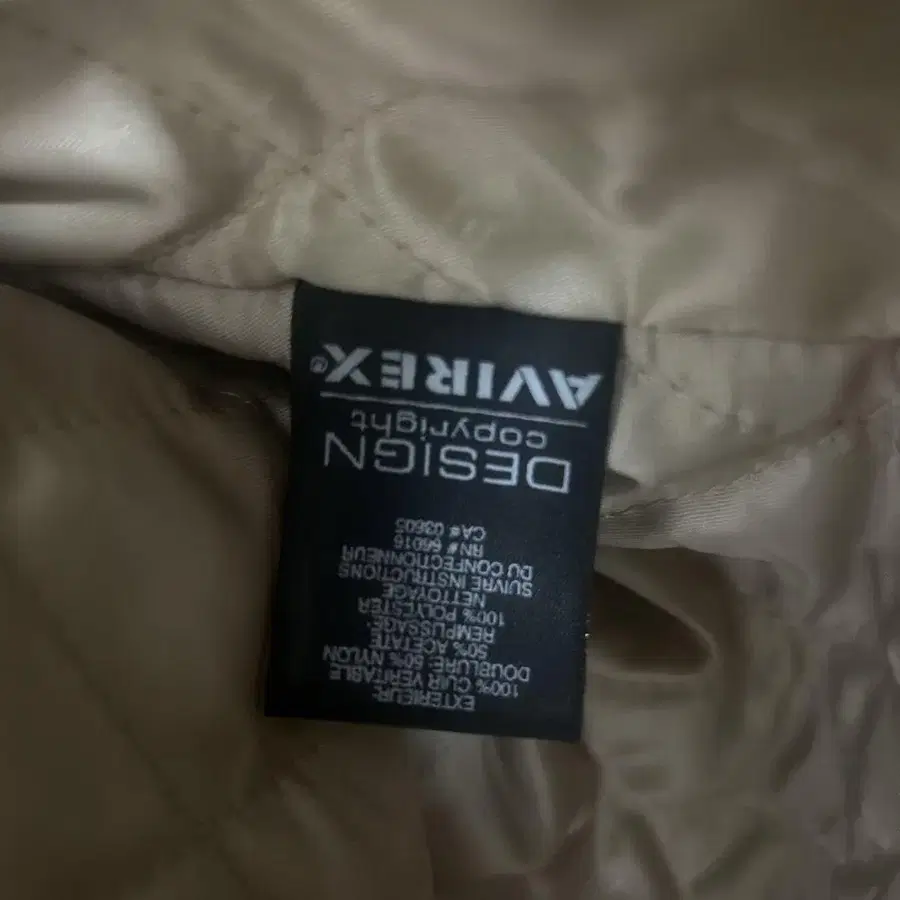 EXTERIEUR:
100% CUIR VERITABLE
DOUBLURE: 50% NYLON
50% ACETATE
REMPLISSAGE:
100% POLYESTER
NETTOYAGE
SUIVRE INSTRUCTIONS
DU CONFECTIONNEUR
RN# 66016
CA# 03605
DESIGN
copyright
AVIREX®